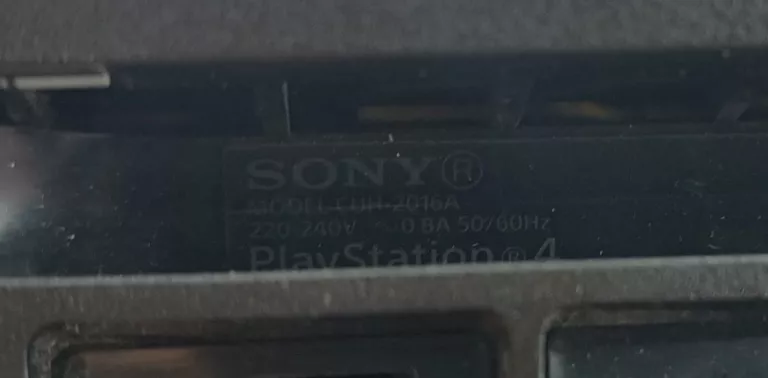 SONY®
MODEL CUH-2016A
220-240V ~ 0.8A 50/60Hz
PlayStation®4